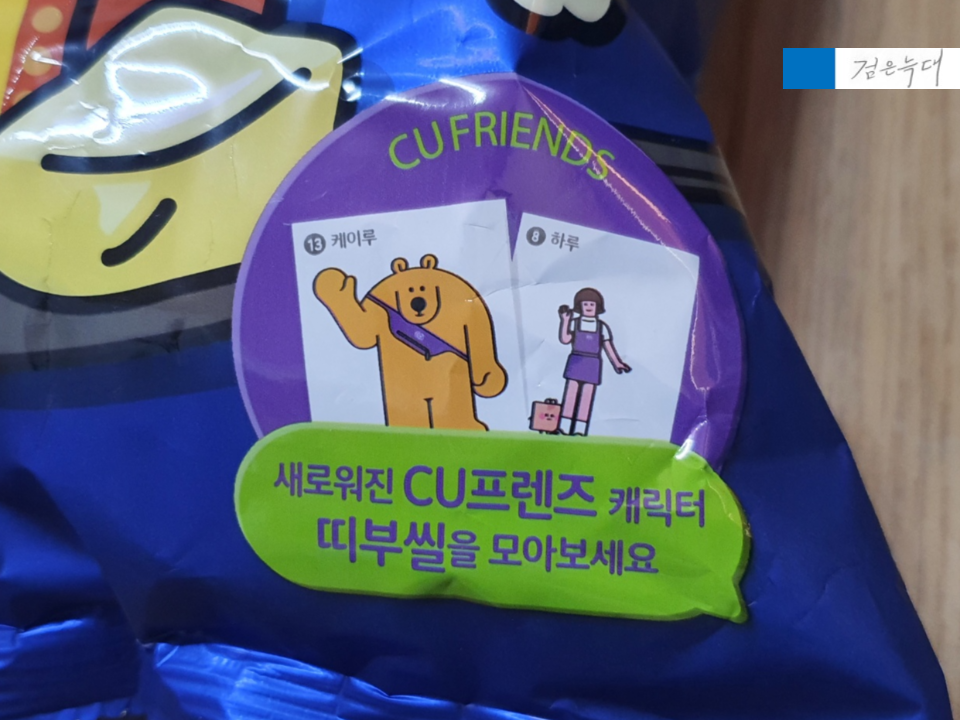 검은늑대
CU FRIENDS
13 케이루
8 하루
새로워진 CU프렌즈 캐릭터
띠부씰을 모아보세요